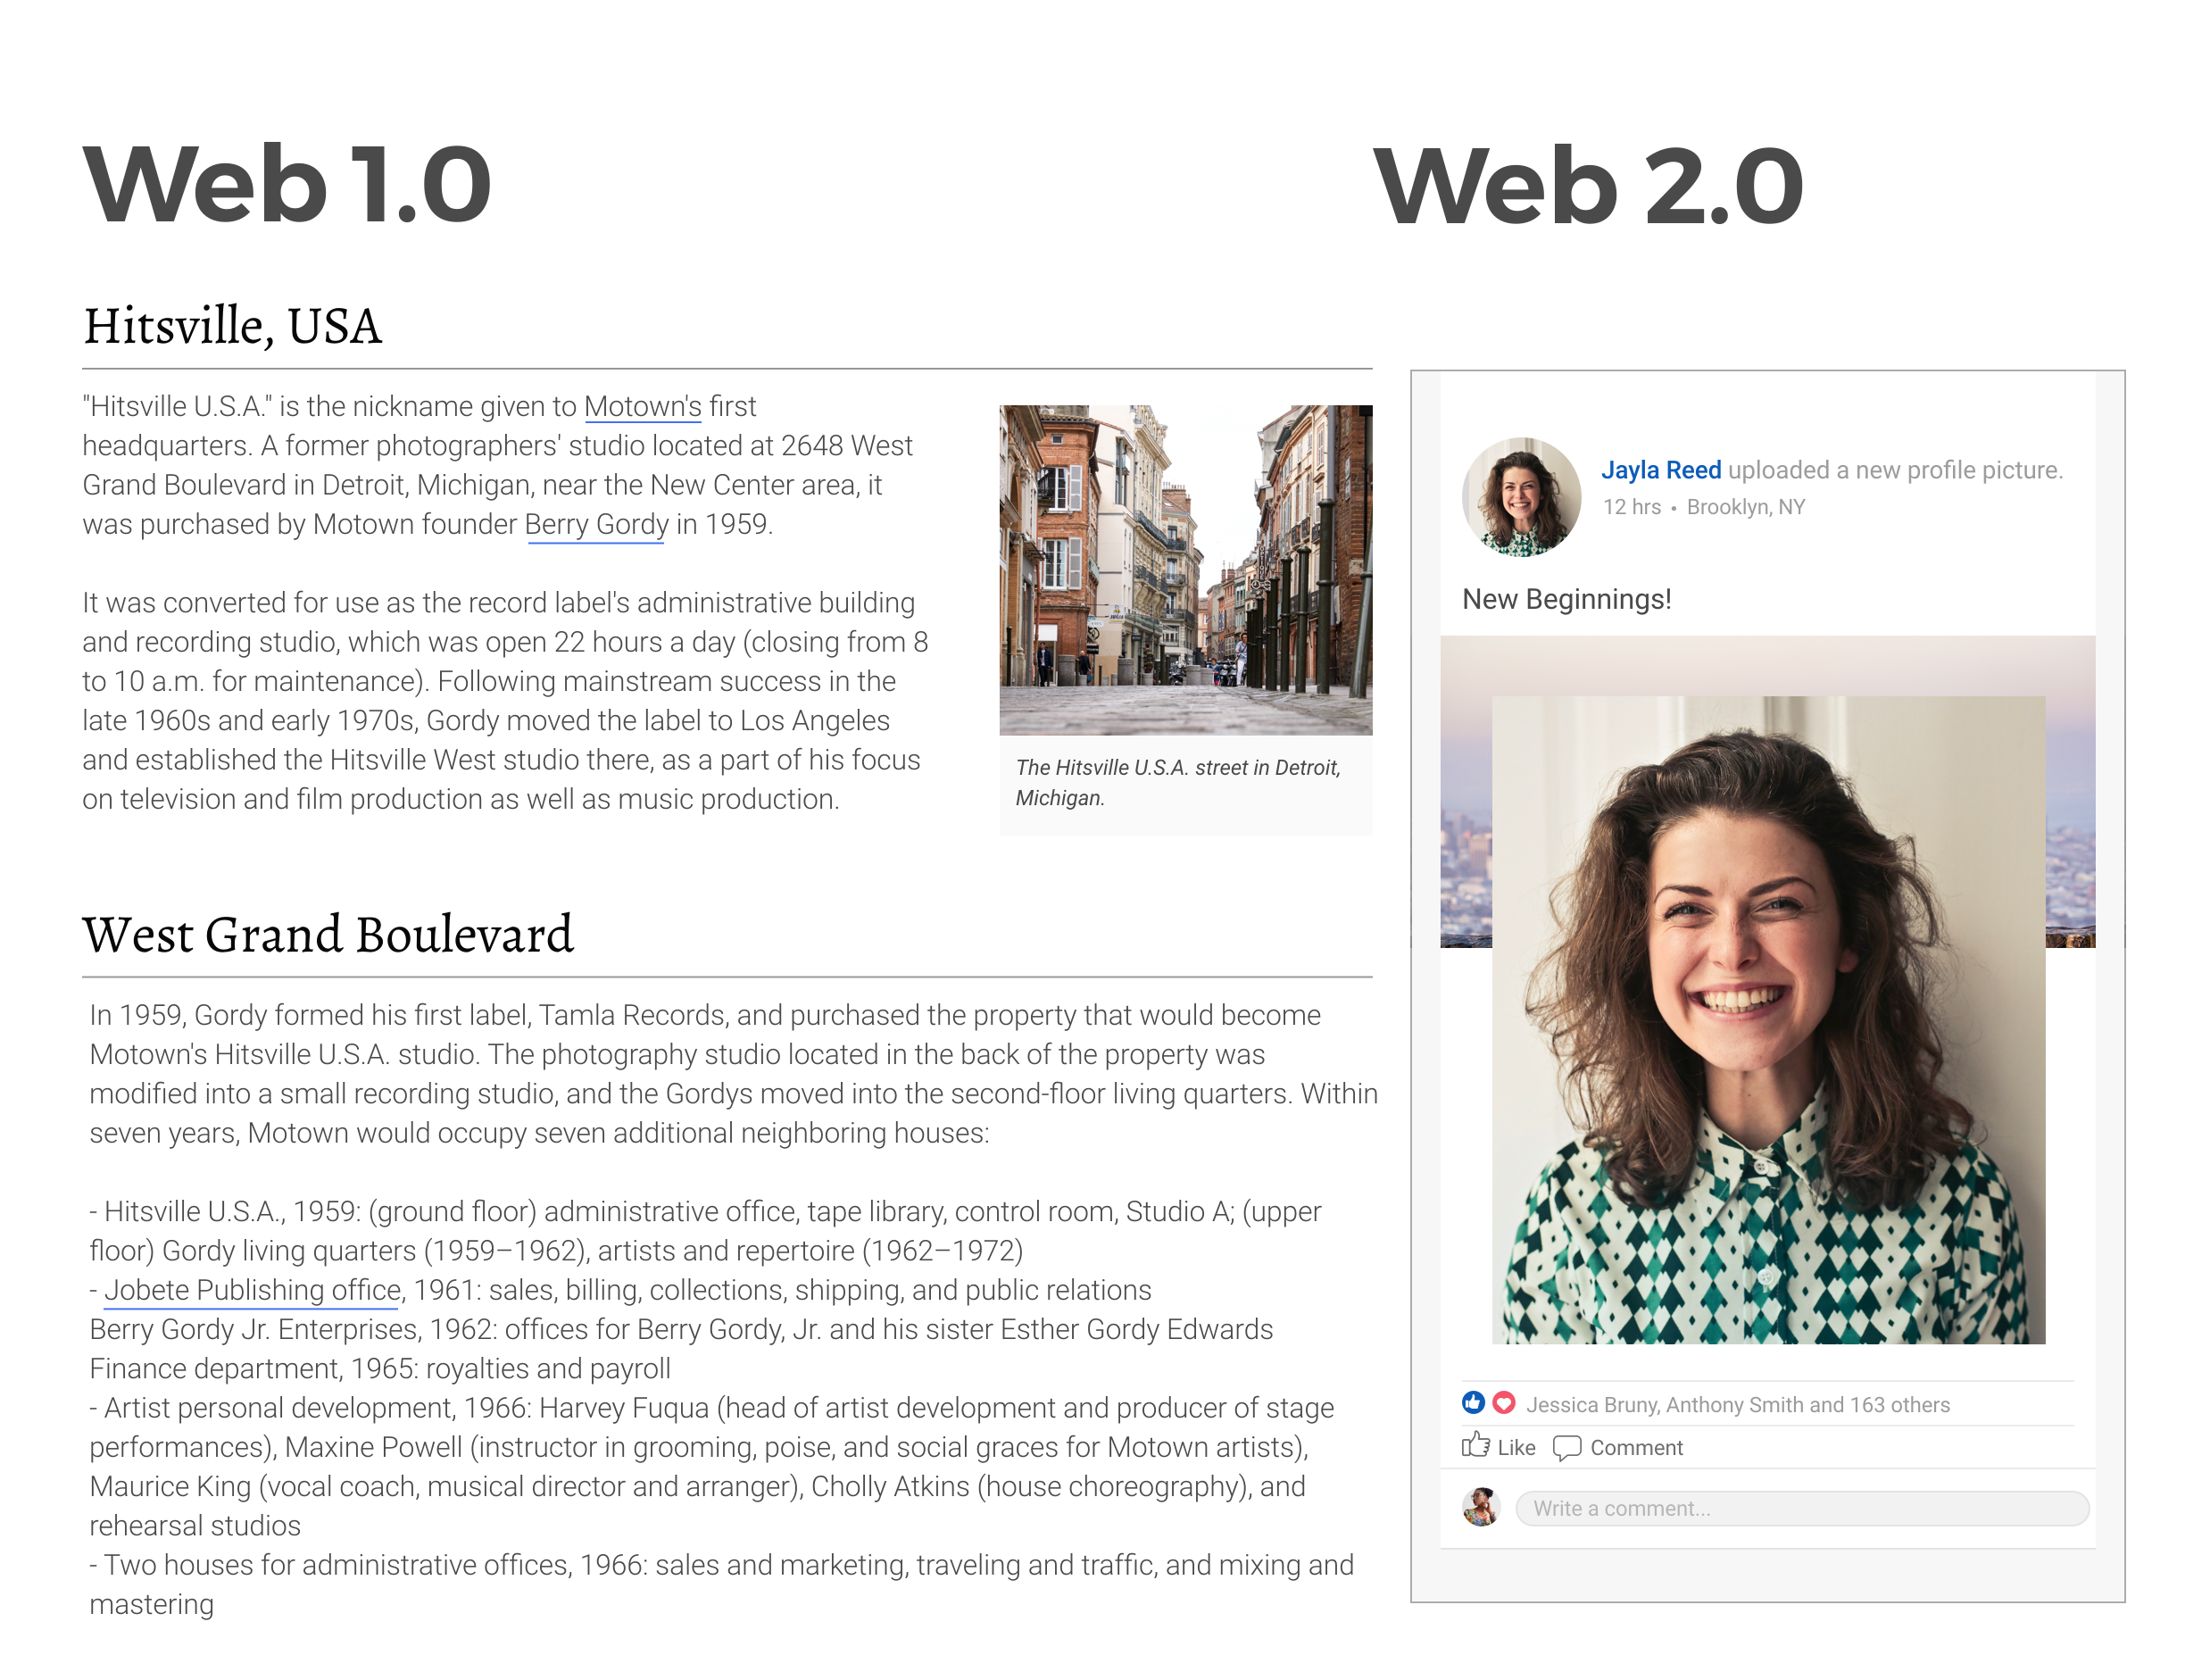 Web 1.0
Hitsville, USA
"Hitsville U.S.A." is the nickname given to Motown's first
headquarters. A former photographers' studio located at 2648 West
Grand Boulevard in Detroit, Michigan, near the New Center area, it
was purchased by Motown founder Berry Gordy in 1959.
It was converted for use as the record label's administrative building
and recording studio, which was open 22 hours a day (closing from 8
to 10 a.m. for maintenance). Following mainstream success in the
late 1960s and early 1970s, Gordy moved the label to Los Angeles
and established the Hitsville West studio there, as a part of his focus
on television and film production as well as music production.
The Hitsville U.S.A. street in Detroit,
Michigan.
West Grand Boulevard
In 1959, Gordy formed his first label, Tamla Records, and purchased the property that would become
Motown's Hitsville U.S.A. studio. The photography studio located in the back of the property was
modified into a small recording studio, and the Gordys moved into the second-floor living quarters. Within
seven years, Motown would occupy seven additional neighboring houses:
- Hitsville U.S.A., 1959: (ground floor) administrative office, tape library, control room, Studio A; (upper
floor) Gordy living quarters (1959–1962), artists and repertoire (1962–1972)
- Jobete Publishing office, 1961: sales, billing, collections, shipping, and public relations
Berry Gordy Jr. Enterprises, 1962: offices for Berry Gordy, Jr. and his sister Esther Gordy Edwards
Finance department, 1965: royalties and payroll
- Artist personal development, 1966: Harvey Fuqua (head of artist development and producer of stage
performances), Maxine Powell (instructor in grooming, poise, and social graces for Motown artists),
Maurice King (vocal coach, musical director and arranger), Cholly Atkins (house choreography), and
rehearsal studios
- Two houses for administrative offices, 1966: sales and marketing, traveling and traffic, and mixing and
mastering
Web 2.0
Jayla Reed uploaded a new profile picture.
12 hrs • Brooklyn, NY
New Beginnings!
Jessica Bruny, Anthony Smith and 163 others
Like Comment
Write a comment...